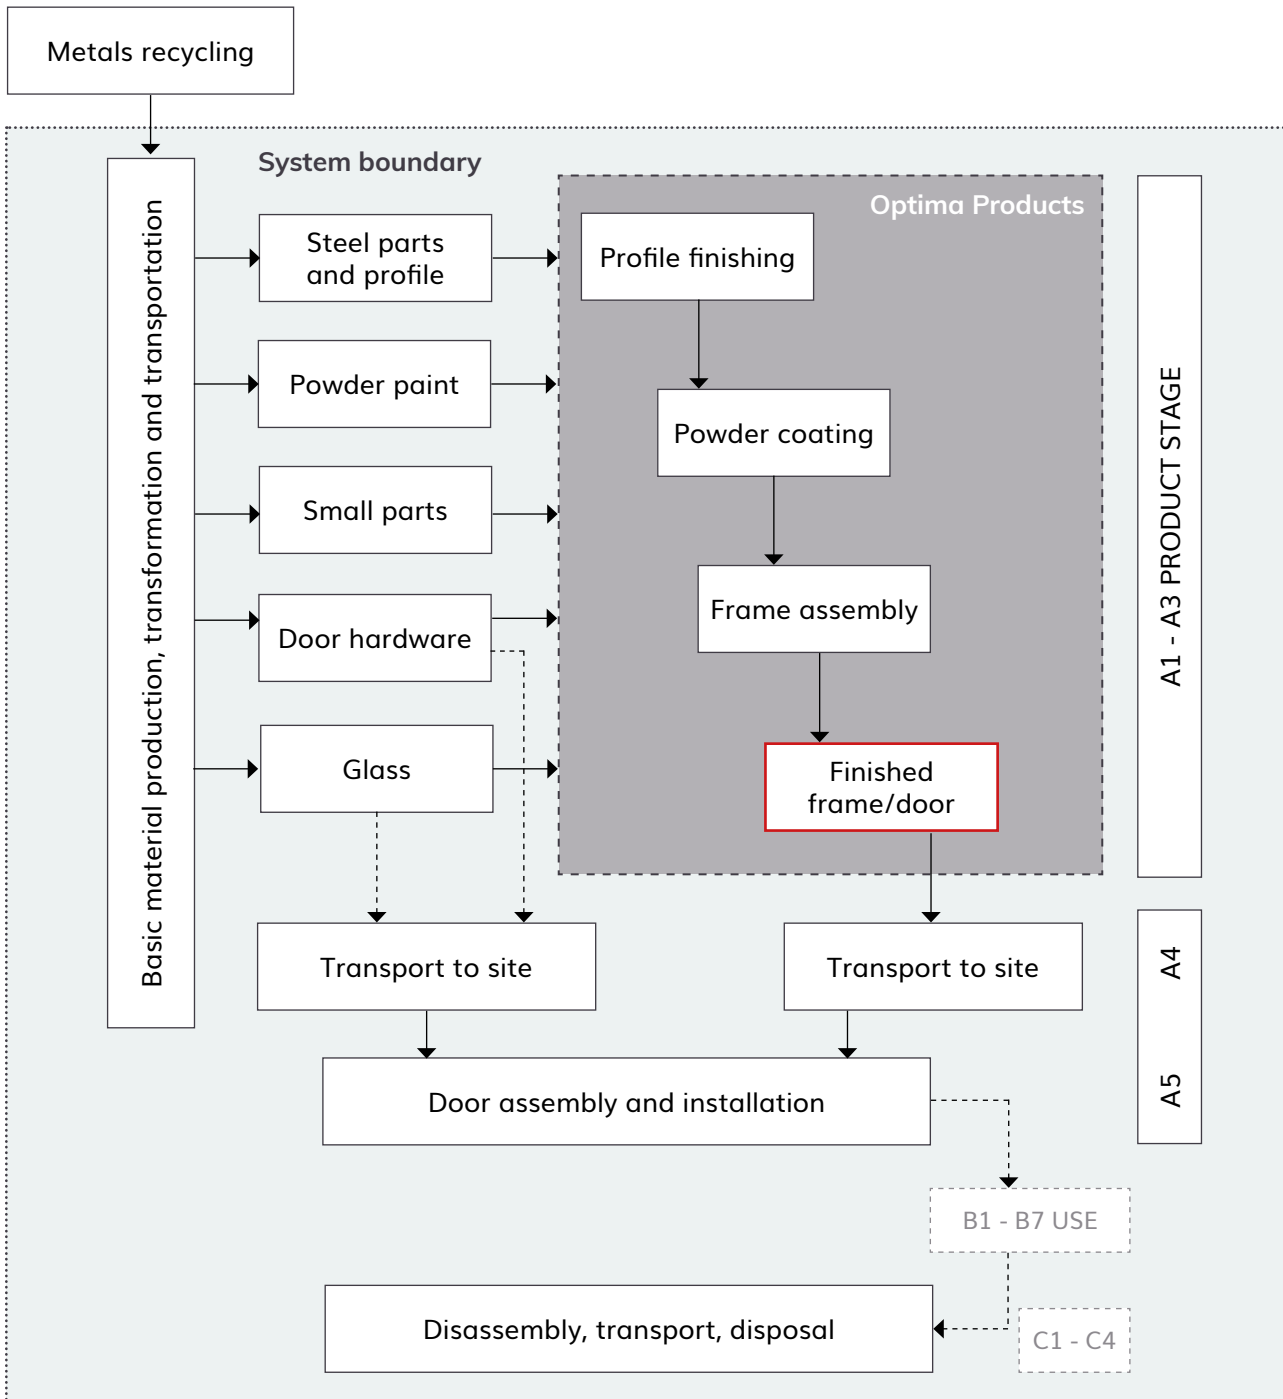 Metals recycling
System boundary
Basic material production, transformation and transportation
Steel parts
and profile
Powder paint
Small parts
Door hardware
Glass
Optima Products
Profile finishing
Powder coating
Frame assembly
Finished
frame/door
A1 - A3 PRODUCT STAGE
Transport to site
Transport to site
A4
Door assembly and installation
A5
B1 - B7 USE
Disassembly, transport, disposal
C1 - C4